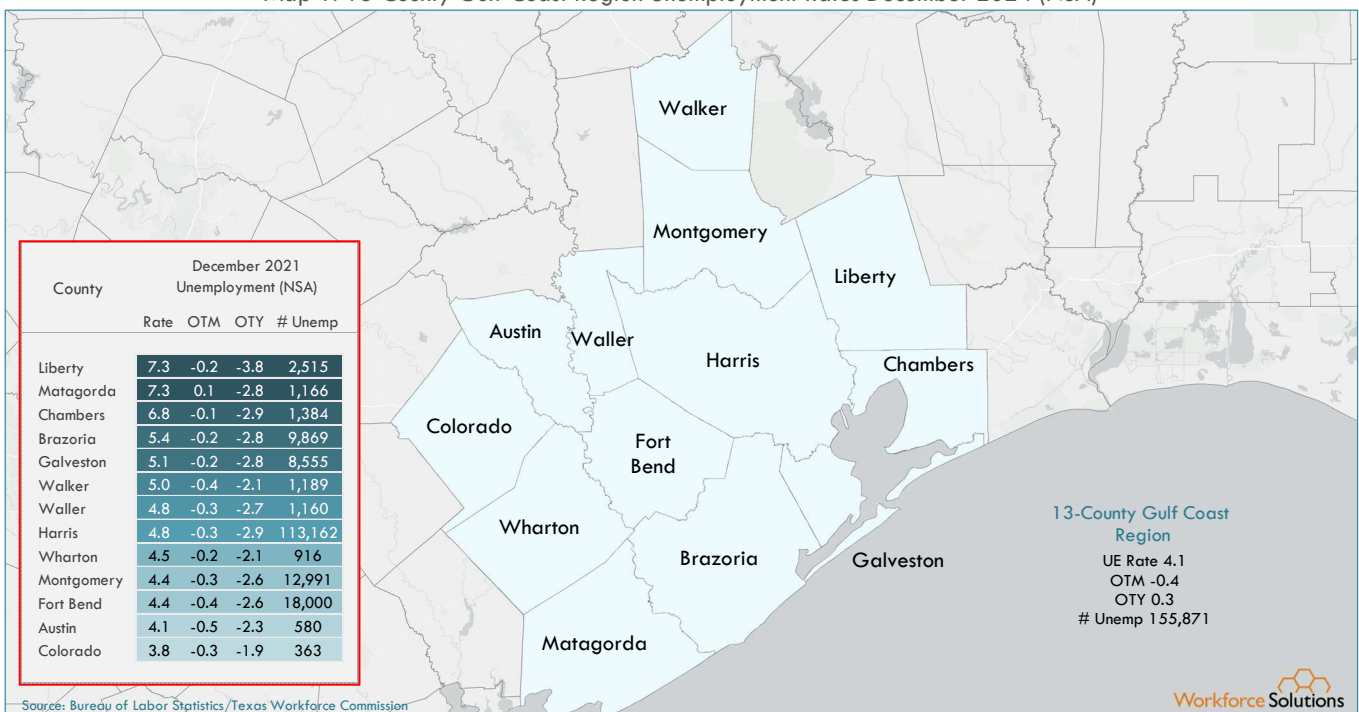 Walker
Montgomery
Liberty
Austin
Waller
Harris
Chambers
Colorado
Fort
Bend
Wharton
Brazoria
Galveston
Matagorda
December 2021
County Unemployment (NSA)
Rate OTM OTY # Unemp
Liberty 7.3 -0.2 -3.8 2,515
Matagorda 7.3 0.1 -2.8 1,166
Chambers 6.8 -0.1 -2.9 1,384
Brazoria 5.4 -0.2 -2.8 9,869
Galveston 5.1 -0.2 -2.8 8,555
Walker 5.0 -0.4 -2.1 1,189
Waller 4.8 -0.3 -2.7 1,160
Harris 4.8 -0.3 -2.9 113,162
Wharton 4.5 -0.2 -2.1 916
Montgomery 4.4 -0.3 -2.6 12,991
Fort Bend 4.4 -0.4 -2.6 18,000
Austin 4.1 -0.5 -2.3 580
Colorado 3.8 -0.3 -1.9 363
13-County Gulf Coast
Region
UE Rate 4.1
OTM -0.4
OTY 0.3
# Unemp 155,871
Source: Bureau of Labor Statistics/Texas Workforce Commission
Workforce Solutions